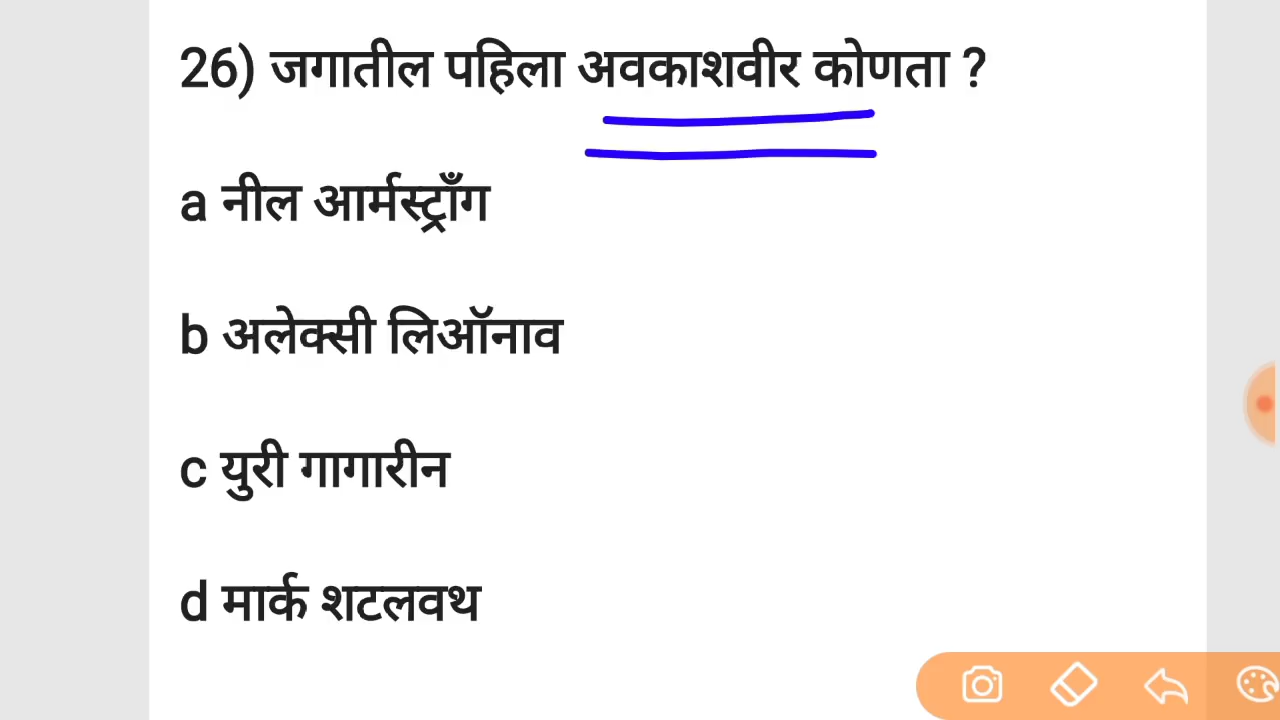 26) जगातील पहिला अवकाशवीर कोणता ?
a नील आर्मस्ट्राँग
b अलेक्सी लिऑनाव
c युरी गागारीन
d मार्क शटलवथ